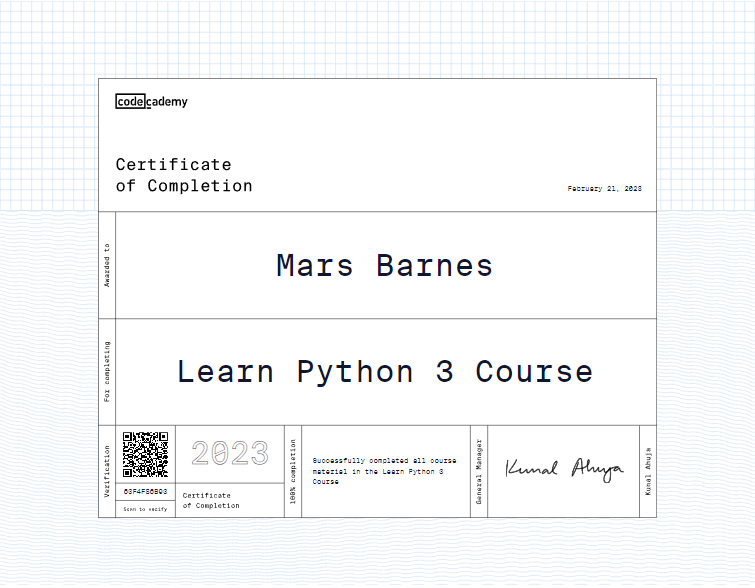 codecademy
Certificate
of Completion
February 21, 2023
Awarded to
Mars Barnes
For completing
Learn Python 3 Course
Verification
63F4F86B93
Scan to verify
2023
Certificate
of Completion
100% completion
Successfully completed all course
material in the Learn Python 3
Course
General Manager
Kunal Ahuja
Kunal Ahuja